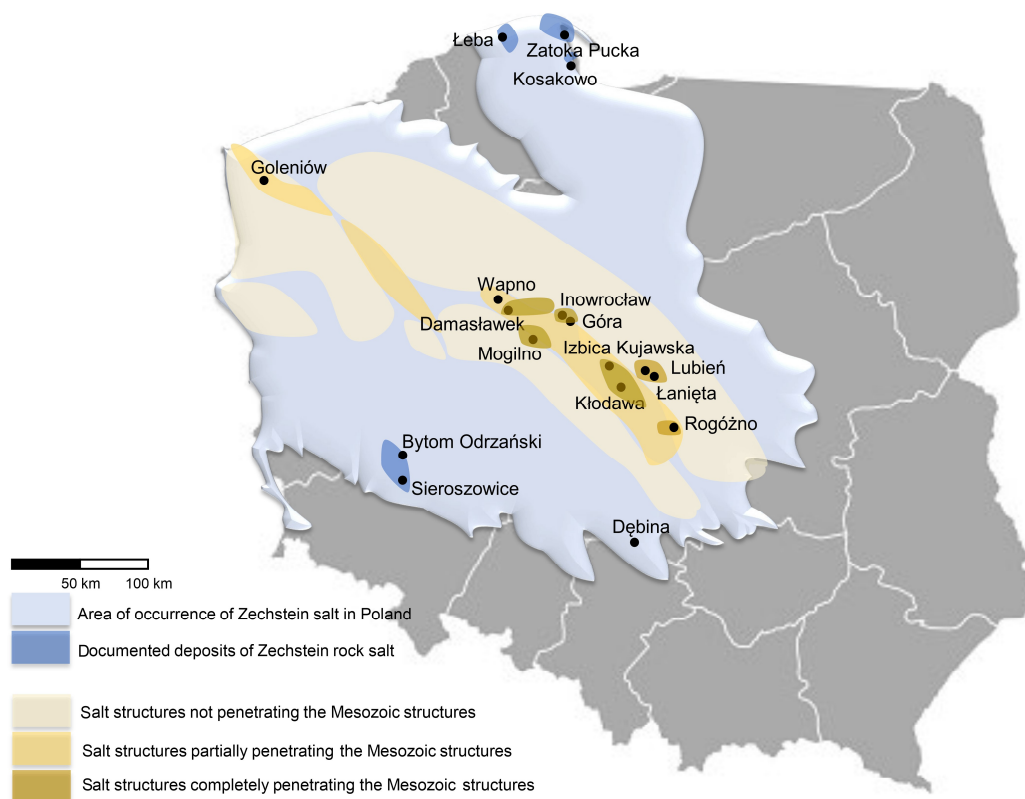 Łeba
Zatoka Pucka
Kosakowo
Goleniów
Wapno
Inowrocław
Damasławek
Góra
Mogilno
Izbica Kujawska
Lubień
Łanięta
Kłodawa
Rogóźno
Bytom Odrzański
Sieroszowice
Dębina
50 km 100 km
Area of occurrence of Zechstein salt in Poland
Documented deposits of Zechstein rock salt
Salt structures not penetrating the Mesozoic structures
Salt structures partially penetrating the Mesozoic structures
Salt structures completely penetrating the Mesozoic structures